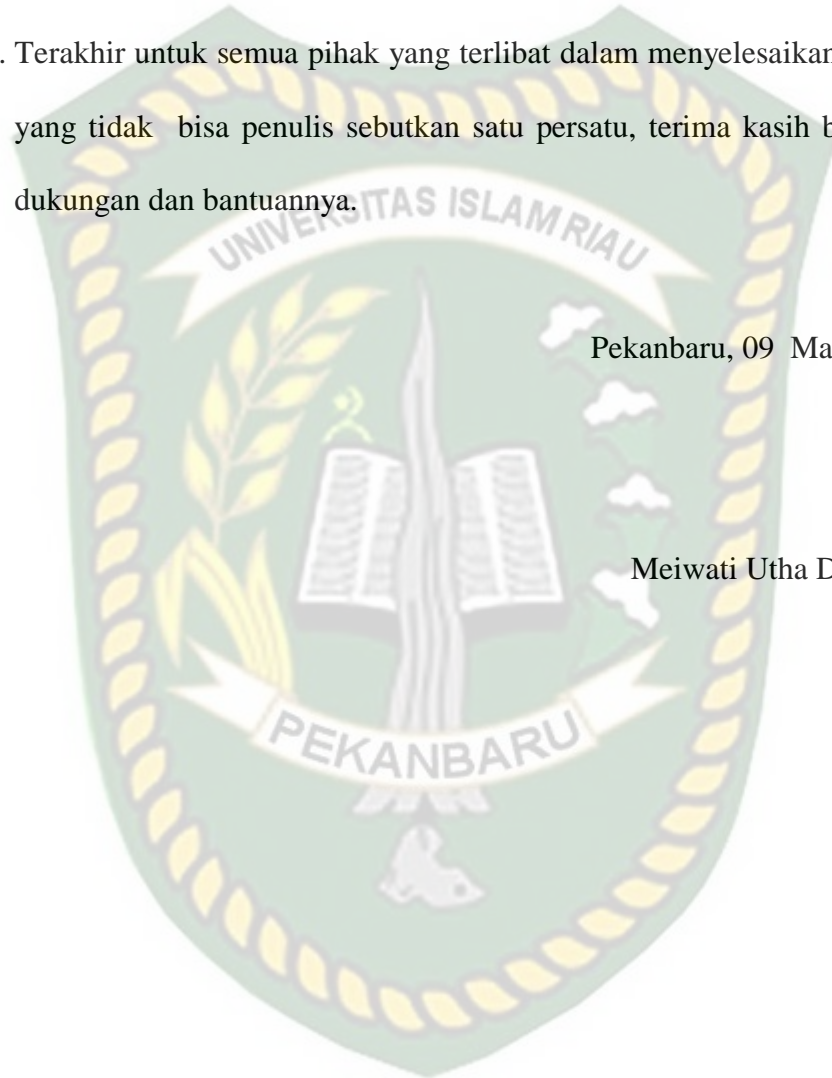 . Terakhir untuk semua pihak yang terlibat dalam menyelesaikan
yang tidak bisa penulis sebutkan satu persatu, terima kasih b
dukungan dan bantuannya.
UNIVERSITAS ISLAM RIAU
Pekanbaru, 09 Ma
Meiwati Utha D
PEKANBARU